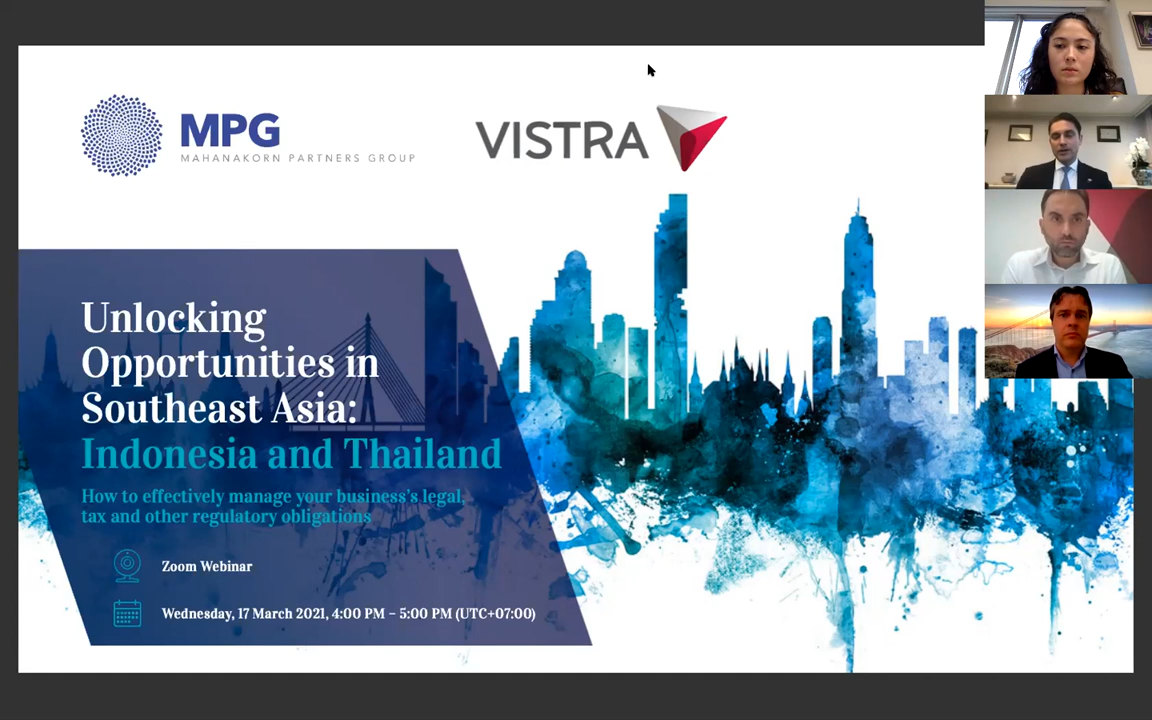 MPG
MAHANAKORN PARTNERS GROUP
VISTRA
Unlocking
Opportunities in
Southeast Asia:
Indonesia and Thailand
How to effectively manage your business's legal,
tax and other regulatory obligations
Zoom Webinar
Wednesday, 17 March 2021, 4:00 PM – 5:00 PM (UTC+07:00)